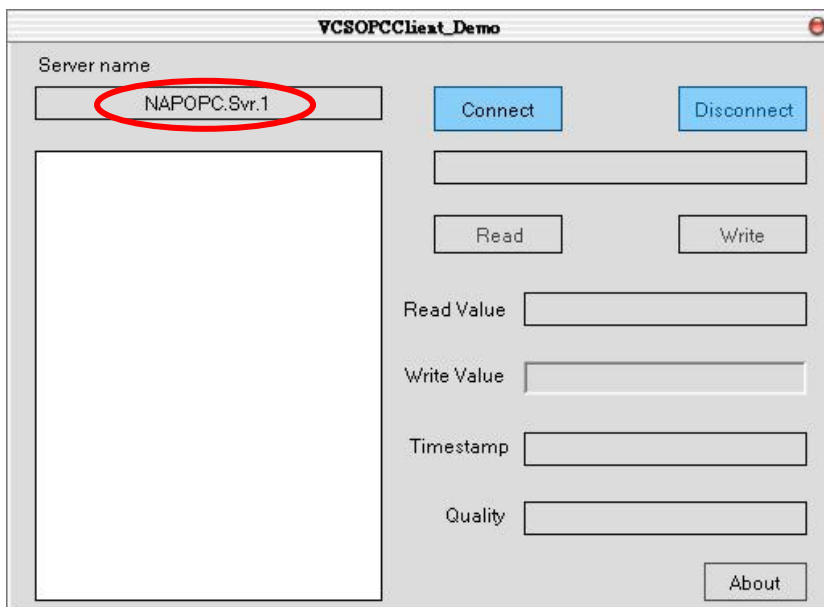 VCSOPCClient_Demo
Server name
NAPOPC.Svr.1
Connect
Disconnect
Read
Write
Read Value
Write Value
Timestamp
Quality
About